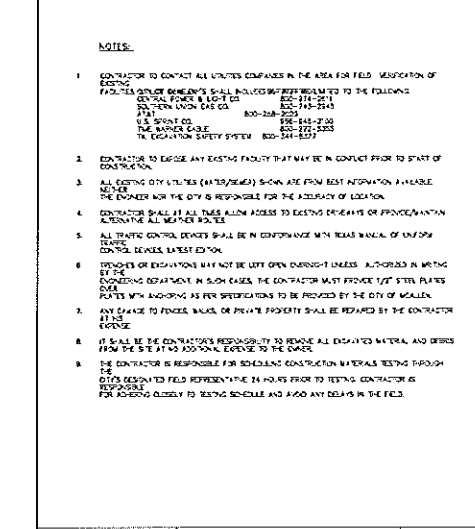 NOTES:
1 CONTRACTOR TO CONTACT ALL UTILITIES COMPANIES IN THE AREA FOR FIELD VERIFICATION OF
EXISTING
FACILITIES SHALL INCLUDE TO THE FOLLOWING
CENTRAL POWER & LIGHT CO.
SOUTHERN UNION GAS CO.
AT&T
U.S. SPRINT CO.
TIME WARNER CABLE
EXCAVATION SAFETY SYSTEM 800-344-8377
2. CONTRACTOR TO EXPOSE ANY EXISTING FACILITY THAT MAY BE IN CONFLICT PRIOR TO START OF
CONSTRUCTION.
3. ALL EXISTING CITY UTILITIES (WATER/SEWER) SHOWN ARE FROM BEST INFORMATION AVAILABLE.
NEITHER
THE ENGINEER NOR THE CITY IS RESPONSIBLE FOR THE ACCURACY OF LOCATION.
4. CONTRACTOR SHALL AT ALL TIMES ALLOW ACCESS TO EXISTING DRIVEWAYS OR PROVIDE/MAINTAIN
ALTERNATIVE ALL WEATHER ROUTES.
5. ALL TRAFFIC CONTROL DEVICES SHALL BE IN CONFORMANCE WITH TEXAS MANUAL OF UNIFORM
TRAFFIC
CONTROL DEVICES, LATEST EDITION.
6 TRENCHES OR EXCAVATIONS MAY NOT BE LEFT OPEN OVERNIGHT UNLESS AUTHORIZED IN WRITING
BY THE
ENGINEERING DEPARTMENT. IN SUCH CASES, THE CONTRACTOR MUST PROVIDE STEEL PLATES
OVER
PLATES WITH ANCHORING AS PER SPECIFICATIONS TO BE PROVIDED BY THE CITY OF MCALLEN.
7. ANY DAMAGE TO FENCES, WALKS, OR PRIVATE PROPERTY SHALL BE REPAIRED BY THE CONTRACTOR
AT HIS
EXPENSE
8. IT SHALL BE THE CONTRACTOR'S RESPONSIBILITY TO REMOVE ALL EXCAVATED MATERIAL AND DEBRIS
FROM THE SITE AT NO ADDITIONAL EXPENSE TO THE OWNER.
9. THE CONTRACTOR IS RESPONSIBLE FOR SCHEDULING CONSTRUCTION MATERIALS TESTING THROUGH
THE
CITY'S DESIGNATED FIELD REPRESENTATIVE 24 HOURS PRIOR TO TESTING. CONTRACTOR IS
RESPONSIBLE
FOR ADHERING CLOSELY TO TESTING SCHEDULE AND AVOID ANY DELAYS IN THE FIELD.